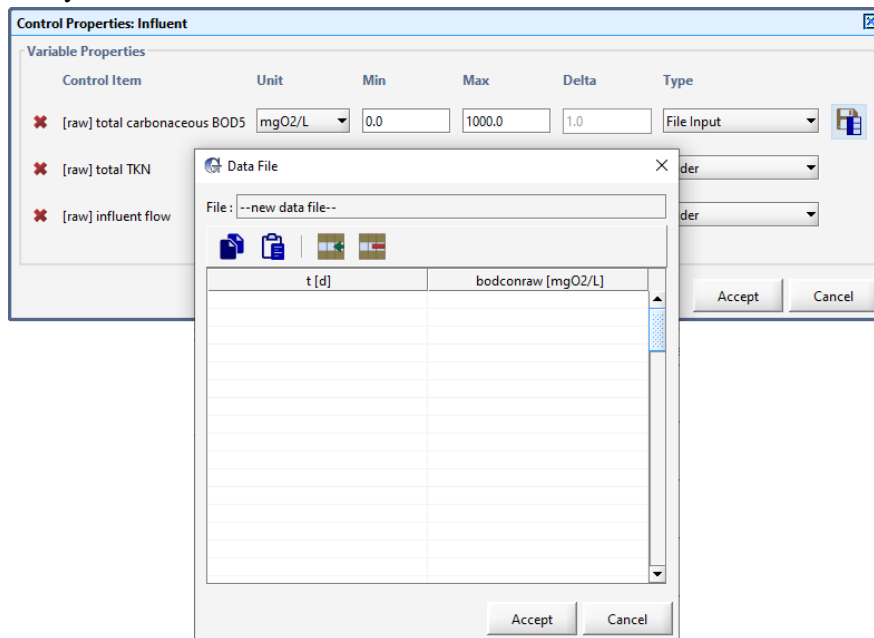 Control Properties: Influent
Variable Properties
Control Item Unit Min Max Delta Type
[raw] total carbonaceous BOD5 mgO2/L 0.0 1000.0 1.0 File Input
[raw] total TKN
der
[raw] influent flow
der
Accept Cancel
Data File
File : --new data file--
t [d] bodconraw [mgO2/L]
Accept Cancel